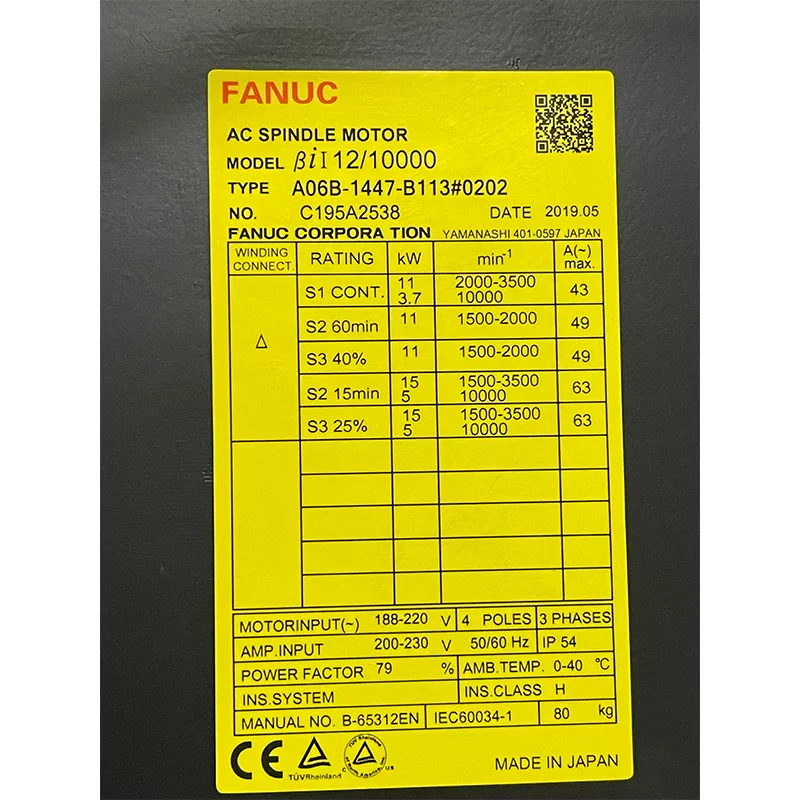 FANUC
AC SPINDLE MOTOR
MODEL βiI 12/10000
TYPE A06B-1447-B113#0202
NO. C195A2538 DATE 2019.05
FANUC CORPORATION YAMANASHI 401-0597 JAPAN
WINDING CONNECT. RATING kW min-1 A(~) max.
△ S1 CONT. 11 3.7 2000-3500 10000 43
S2 60min 11 1500-2000 49
S3 40% 11 1500-2000 49
S2 15min 15 5 1500-3500 10000 63
S3 25% 15 5 1500-3500 10000 63
MOTORINPUT(~) 188-220 V 4 POLES 3 PHASES
AMP.INPUT 200-230 V 50/60 Hz IP 54
POWER FACTOR 79 % AMB.TEMP. 0-40 ℃
INS.SYSTEM INS.CLASS H
MANUAL NO. B-65312EN IEC60034-1 80 kg
CE TÜVRheinland C US MADE IN JAPAN